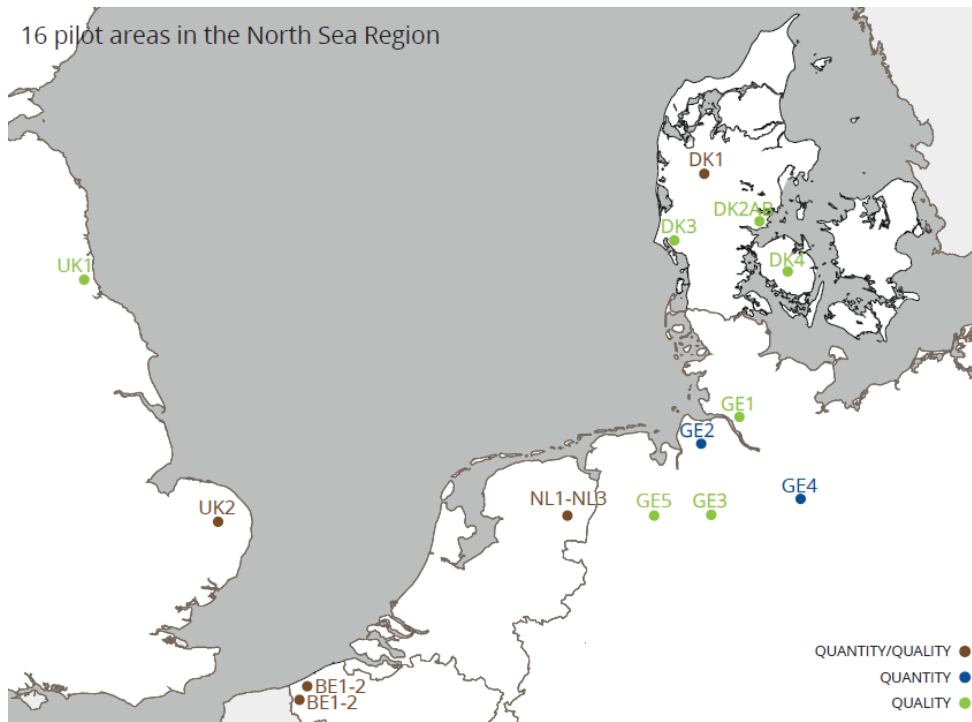 16 pilot areas in the North Sea Region
DK1
DK2AB
DK3
DK4
UK1
GE1
GE2
GE4
UK2
NL1-NL3
GE5
GE3
BE1-2
BE1-2
QUANTITY/QUALITY
QUANTITY
QUALITY